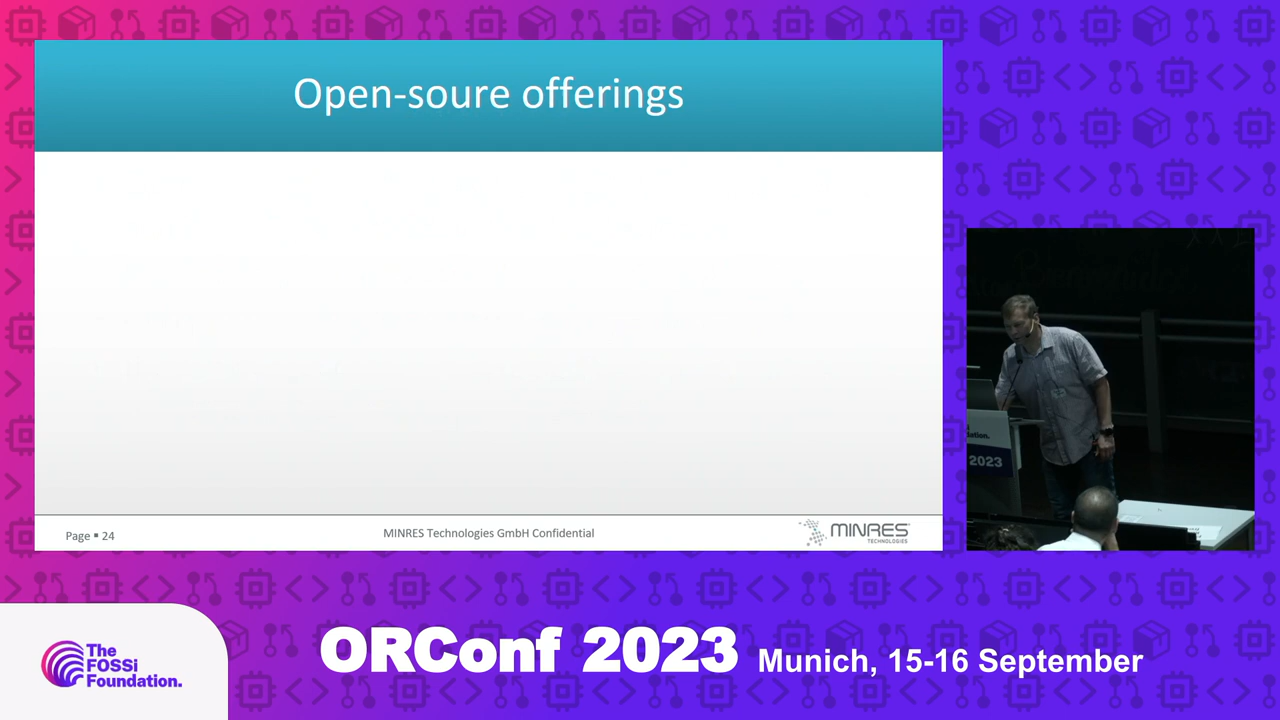 Open-soure offerings
Page ▪ 24
MINRES Technologies GmbH Confidential
MINRES
TECHNOLOGIES
2023
The
FOSSi
Foundation.
ORConf 2023
Munich, 15-16 September